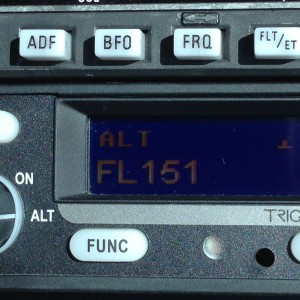 ADF BFO FRQ FLT/ET
ALT
FL151
ON
ALT
TRIG
FUNC